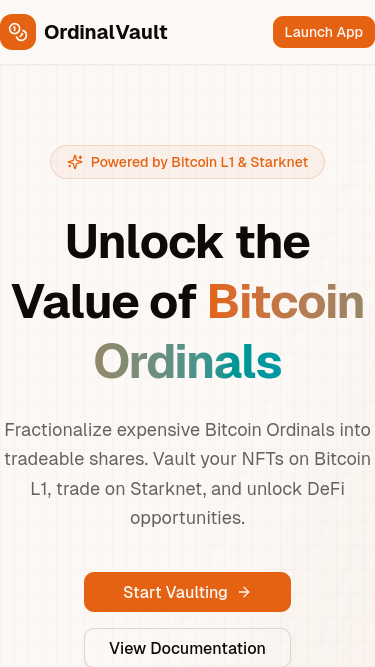 OrdinalVault
Launch App
Powered by Bitcoin L1 & Starknet
Unlock the
Value of Bitcoin
Ordinals
Fractionalize expensive Bitcoin Ordinals into
tradeable shares. Vault your NFTs on Bitcoin
L1, trade on Starknet, and unlock DeFi
opportunities.
Start Vaulting →
View Documentation